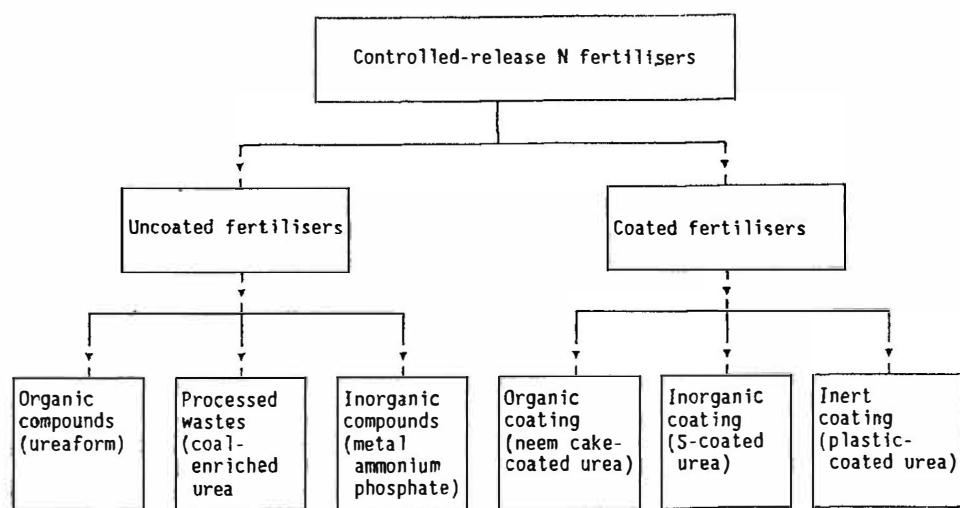 Controlled-release N fertilisers
Uncoated fertilisers
Coated fertilisers
Organic
compounds
(ureaform)
Processed
wastes
(coal-
enriched
urea
Inorganic
compounds
(metal
ammonium
phosphate)
Organic
coating
(neem cake-
coated urea)
Inorganic
coating
(S-coated
urea)
Inert
coating
(plastic-
coated urea)